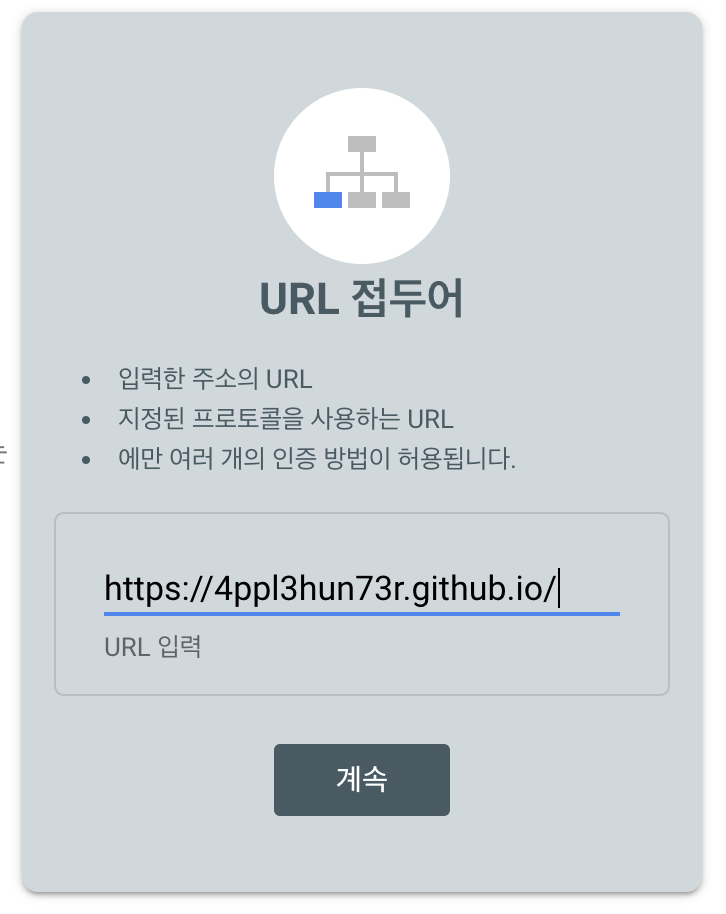 URL 접두어
입력한 주소의 URL
지정된 프로토콜을 사용하는 URL
에만 여러 개의 인증 방법이 허용됩니다.
https://4ppl3hun73r.github.io/
URL 입력
계속